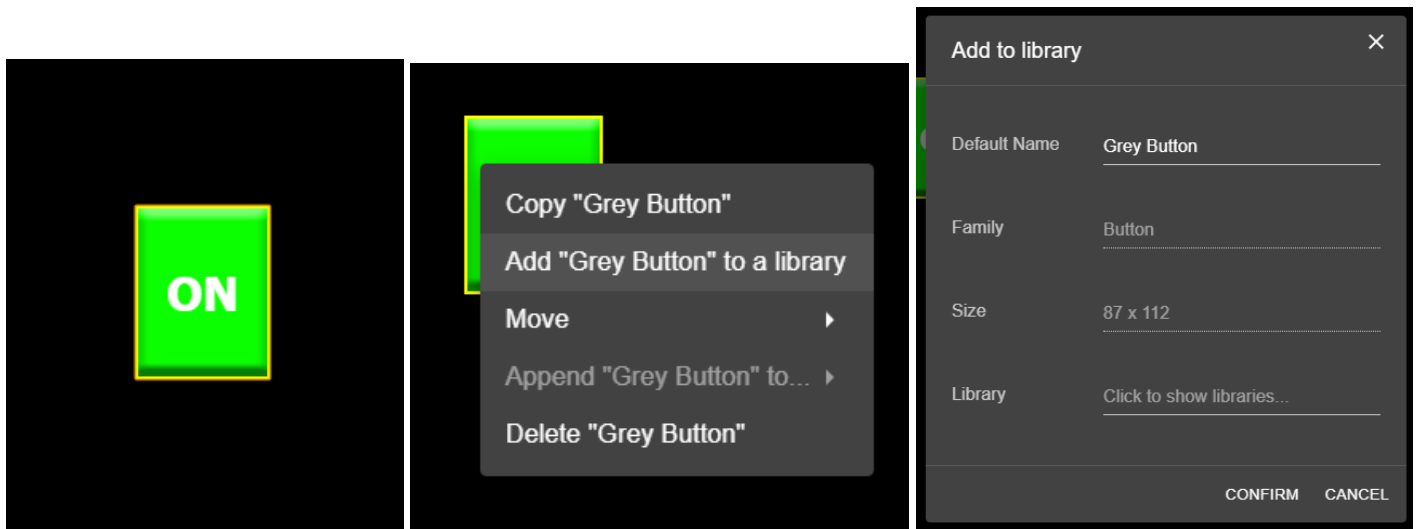 ON
Copy "Grey Button"
Add "Grey Button" to a library
Move
Append "Grey Button" to...
Delete "Grey Button"
Add to library
Default Name Grey Button
Family Button
Size 87 x 112
Library Click to show libraries...
CONFIRM CANCEL